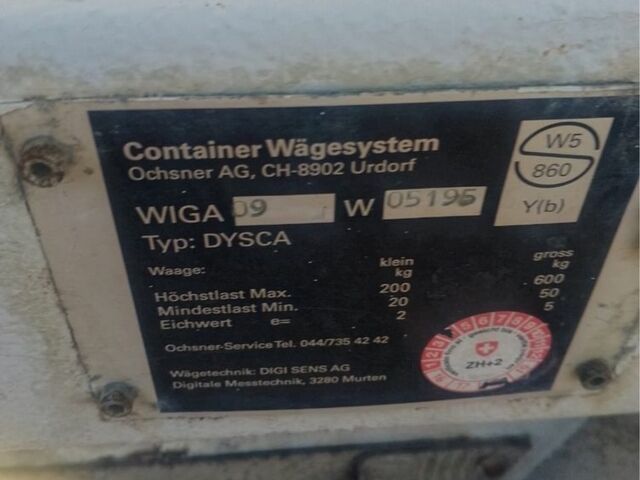 Container Wägesystem
Ochsner AG, CH-8902 Urdorf
WIGA 09 W 05195
Typ: DYSCA
W5
860
Y(b)
Waage: klein kg gross kg
Höchstlast Max. 200 600
Mindestlast Min. 20 50
Eichwert e= 2 5
Ochsner-Service Tel. 044/735 42 42
Wägetechnik: DIGI SENS AG
Digitale Messtechnik, 3280 Murten
ZH+2